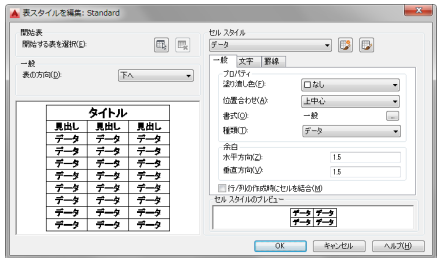 表スタイルを編集: Standard
開始表
開始する表を選択(E):
一般
表の方向(D): 下へ
タイトル
見出し 見出し 見出し
データ データ データ
データ データ データ
データ データ データ
データ データ データ
データ データ データ
データ データ データ
データ データ データ
データ データ データ
セル スタイル
データ
一般 文字 罫線
プロパティ
塗り潰し色(F): なし
位置合わせ(A): 上中心
書式(O): 一般 ...
種類(T): データ
余白
水平方向(Z): 1.5
垂直方向(V): 1.5
行/列の作成時にセルを結合(M)
セル スタイルのプレビュー
データ データ
データ データ
OK キャンセル ヘルプ(H)